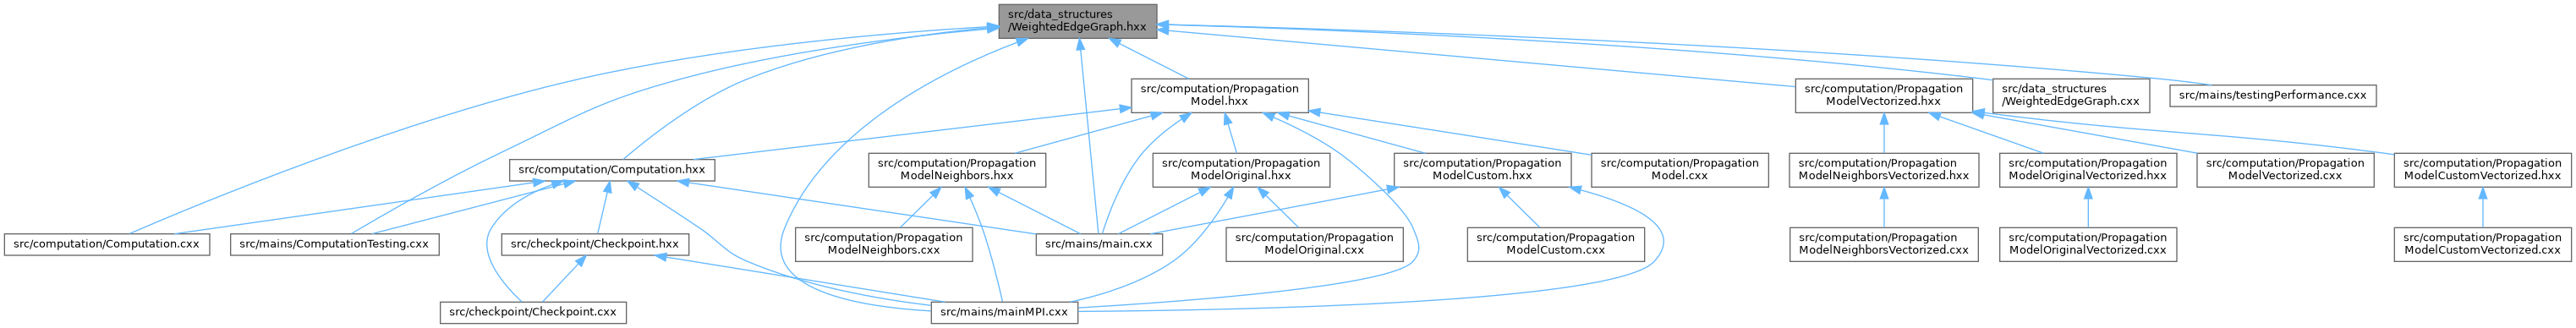 src/data_structures
/WeightedEdgeGraph.hxx
src/computation/Propagation
Model.hxx
src/computation/Propagation
ModelVectorized.hxx
src/data_structures
/WeightedEdgeGraph.cxx
src/mains/testingPerformance.cxx
src/computation/Computation.hxx
src/computation/Propagation
ModelNeighbors.hxx
src/computation/Propagation
ModelOriginal.hxx
src/computation/Propagation
ModelCustom.hxx
src/computation/Propagation
Model.cxx
src/computation/Propagation
ModelNeighborsVectorized.hxx
src/computation/Propagation
ModelOriginalVectorized.hxx
src/computation/Propagation
ModelVectorized.cxx
src/computation/Propagation
ModelCustomVectorized.hxx
src/computation/Computation.cxx
src/mains/ComputationTesting.cxx
src/checkpoint/Checkpoint.hxx
src/computation/Propagation
ModelNeighbors.cxx
src/mains/main.cxx
src/computation/Propagation
ModelOriginal.cxx
src/computation/Propagation
ModelCustom.cxx
src/computation/Propagation
ModelNeighborsVectorized.cxx
src/computation/Propagation
ModelOriginalVectorized.cxx
src/computation/Propagation
ModelCustomVectorized.cxx
src/checkpoint/Checkpoint.cxx
src/mains/mainMPI.cxx